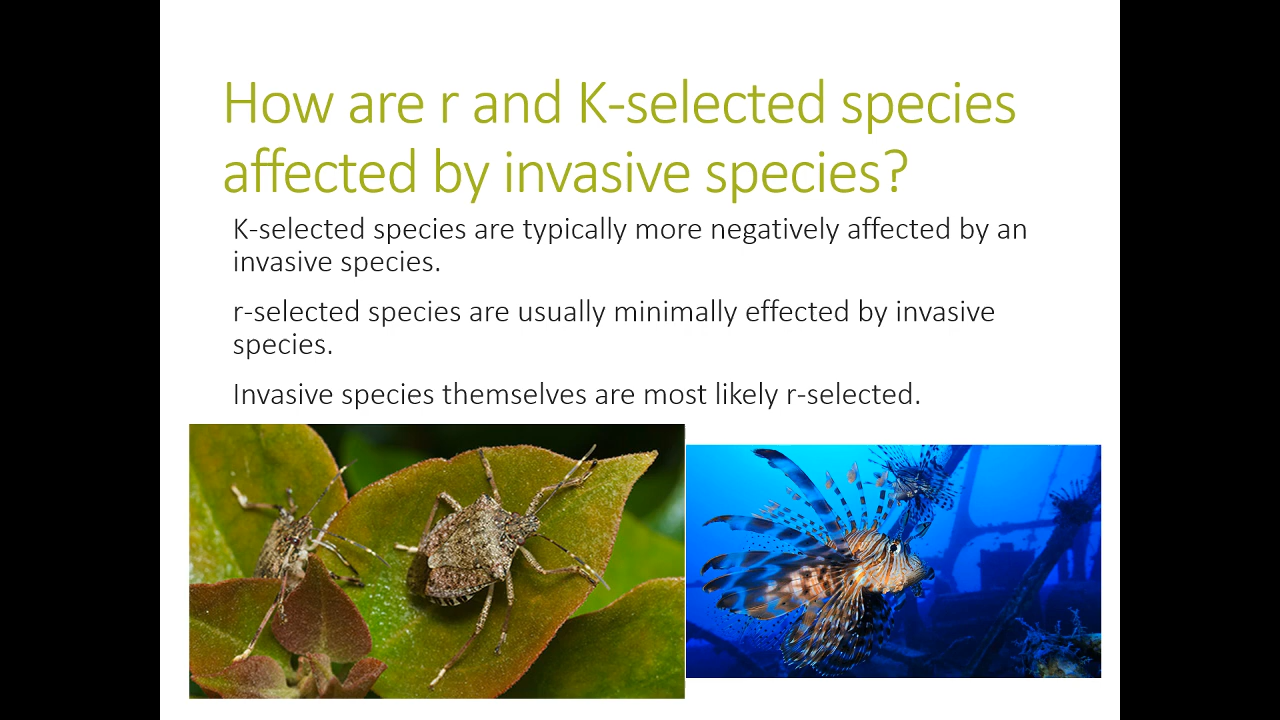 How are r and K-selected species
affected by invasive species?
K-selected species are typically more negatively affected by an
invasive species.
r-selected species are usually minimally effected by invasive
species.
Invasive species themselves are most likely r-selected.